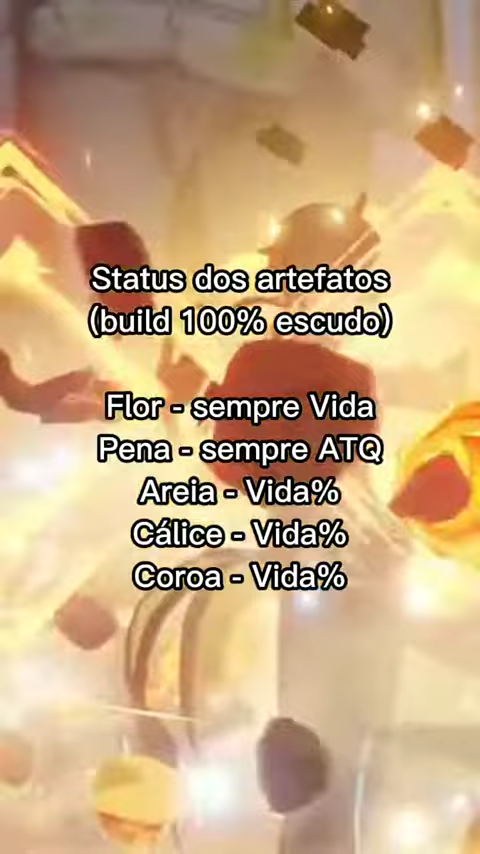 Status dos artefatos
(build 100% escudo)
Flor - sempre Vida
Pena - sempre ATQ
Areia - Vida%
Cálice - Vida%
Coroa - Vida%